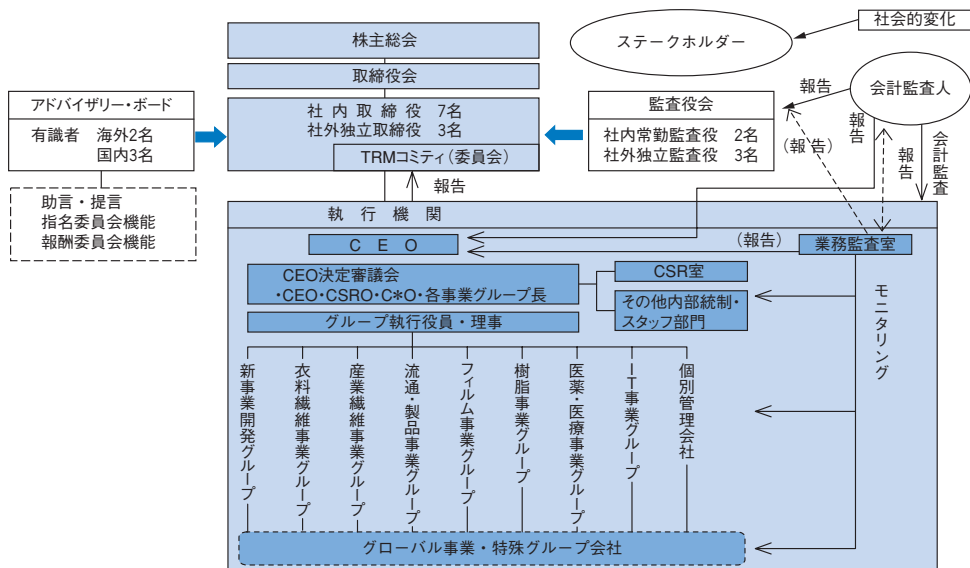 社会的変化
ステークホルダー
株主総会
取締役会
社内取締役 7名
社外独立取締役 3名
TRMコミティ（委員会）
アドバイザリー・ボード
有識者 海外2名
国内3名
助言・提言
指名委員会機能
報酬委員会機能
監査役会
社内常勤監査役 2名
社外独立監査役 3名
会計監査人
報告
（報告）
報告
報告
会計監査
報告
執行機関
CEO
（報告）
業務監査室
CEO決定審議会
・CEO・CSRO・C＊O・各事業グループ長
CSR室
その他内部統制・
スタッフ部門
グループ執行役員・理事
モニタリング
新事業開発グループ
衣料繊維事業グループ
産業繊維事業グループ
流通・製品事業グループ
フィルム事業グループ
樹脂事業グループ
医薬・医療事業グループ
IT事業グループ
個別管理会社
グローバル事業・特殊グループ会社